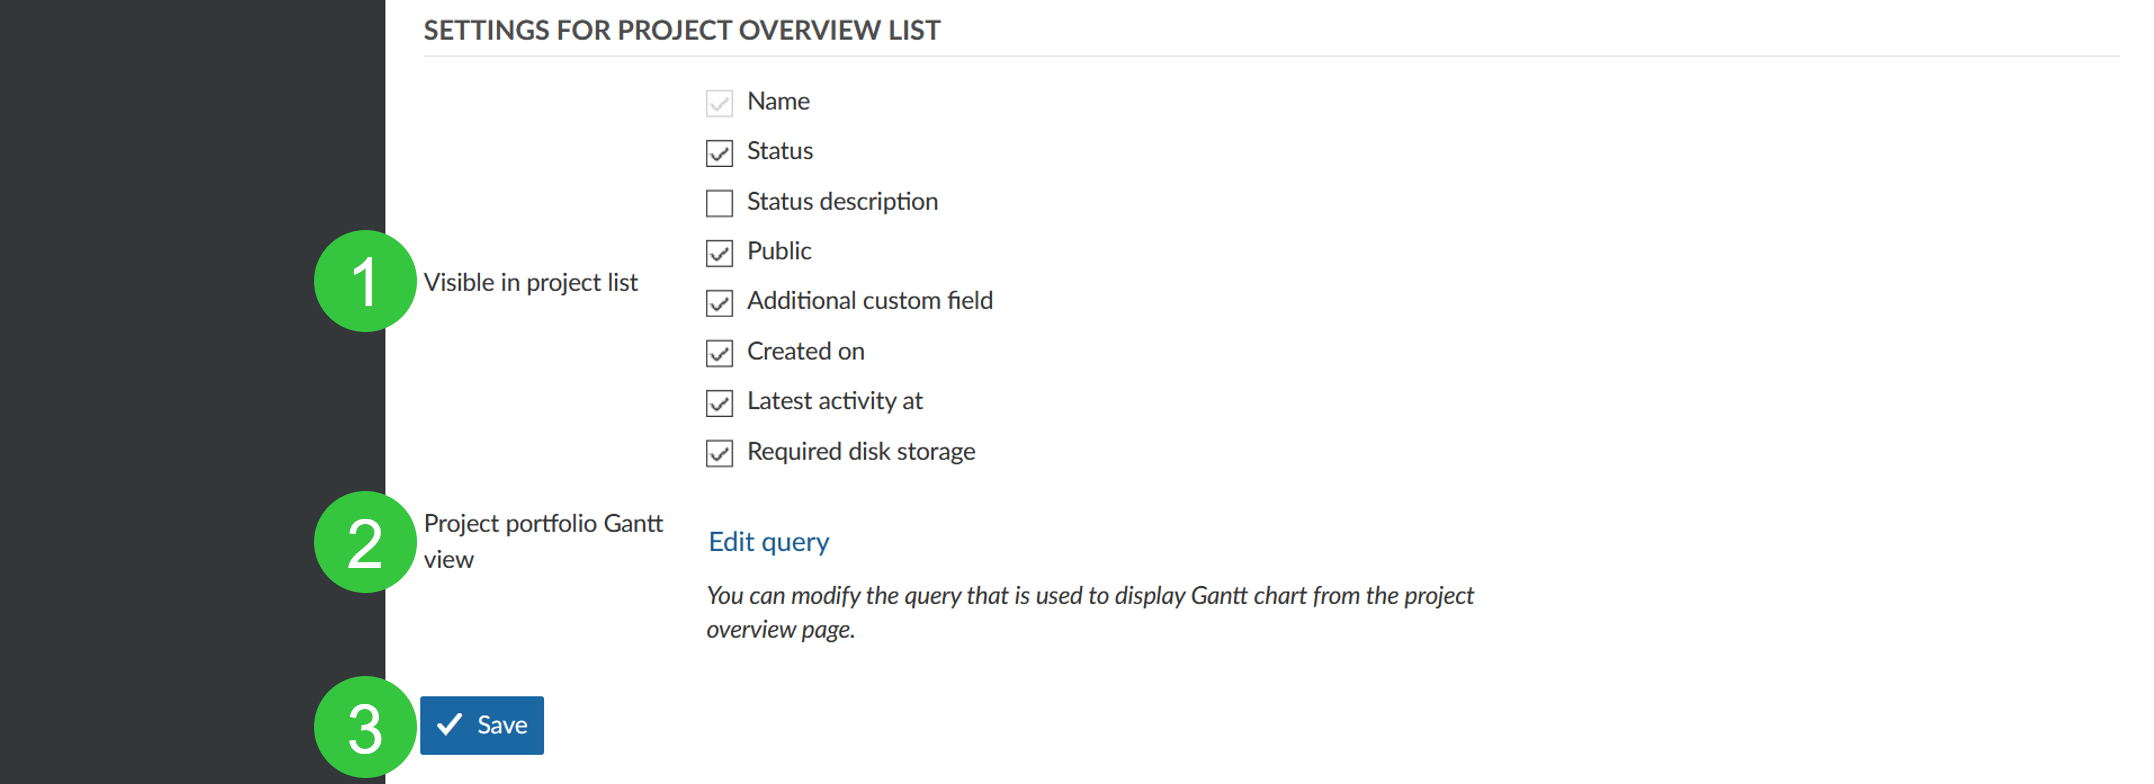 SETTINGS FOR PROJECT OVERVIEW LIST
Name
Status
Status description
Public
1 Visible in project list
Additional custom field
Created on
Latest activity at
Required disk storage
2 Project portfolio Gantt
view
Edit query
You can modify the query that is used to display Gantt chart from the project
overview page.
3 Save